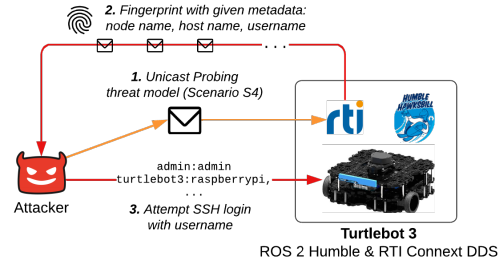 2. Fingerprint with given metadata:
node name, host name, username
...
1. Unicast Probing
threat model (Scenario S4)
rti
HUMBLE
HAWKSBILL
admin:admin
turtlebot3:raspberrypi,
...
3. Attempt SSH login
with username
Attacker
Turtlebot 3
ROS 2 Humble & RTI Connext DDS